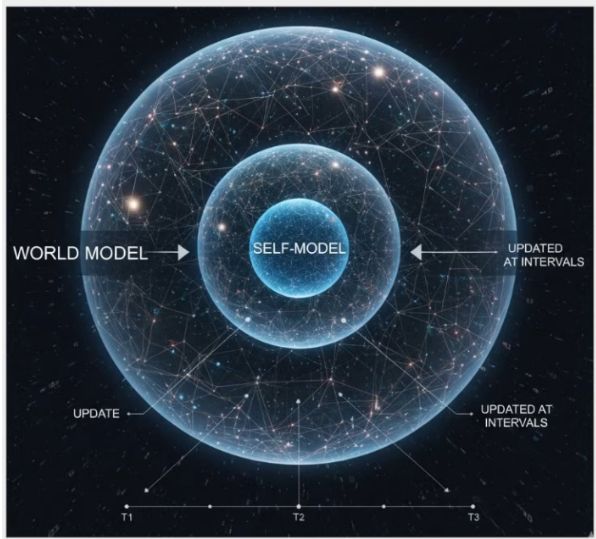 WORLD MODEL
SELF-MODEL
UPDATED
AT INTERVALS
UPDATE
UPDATED AT
INTERVALS
T1
T2
T3